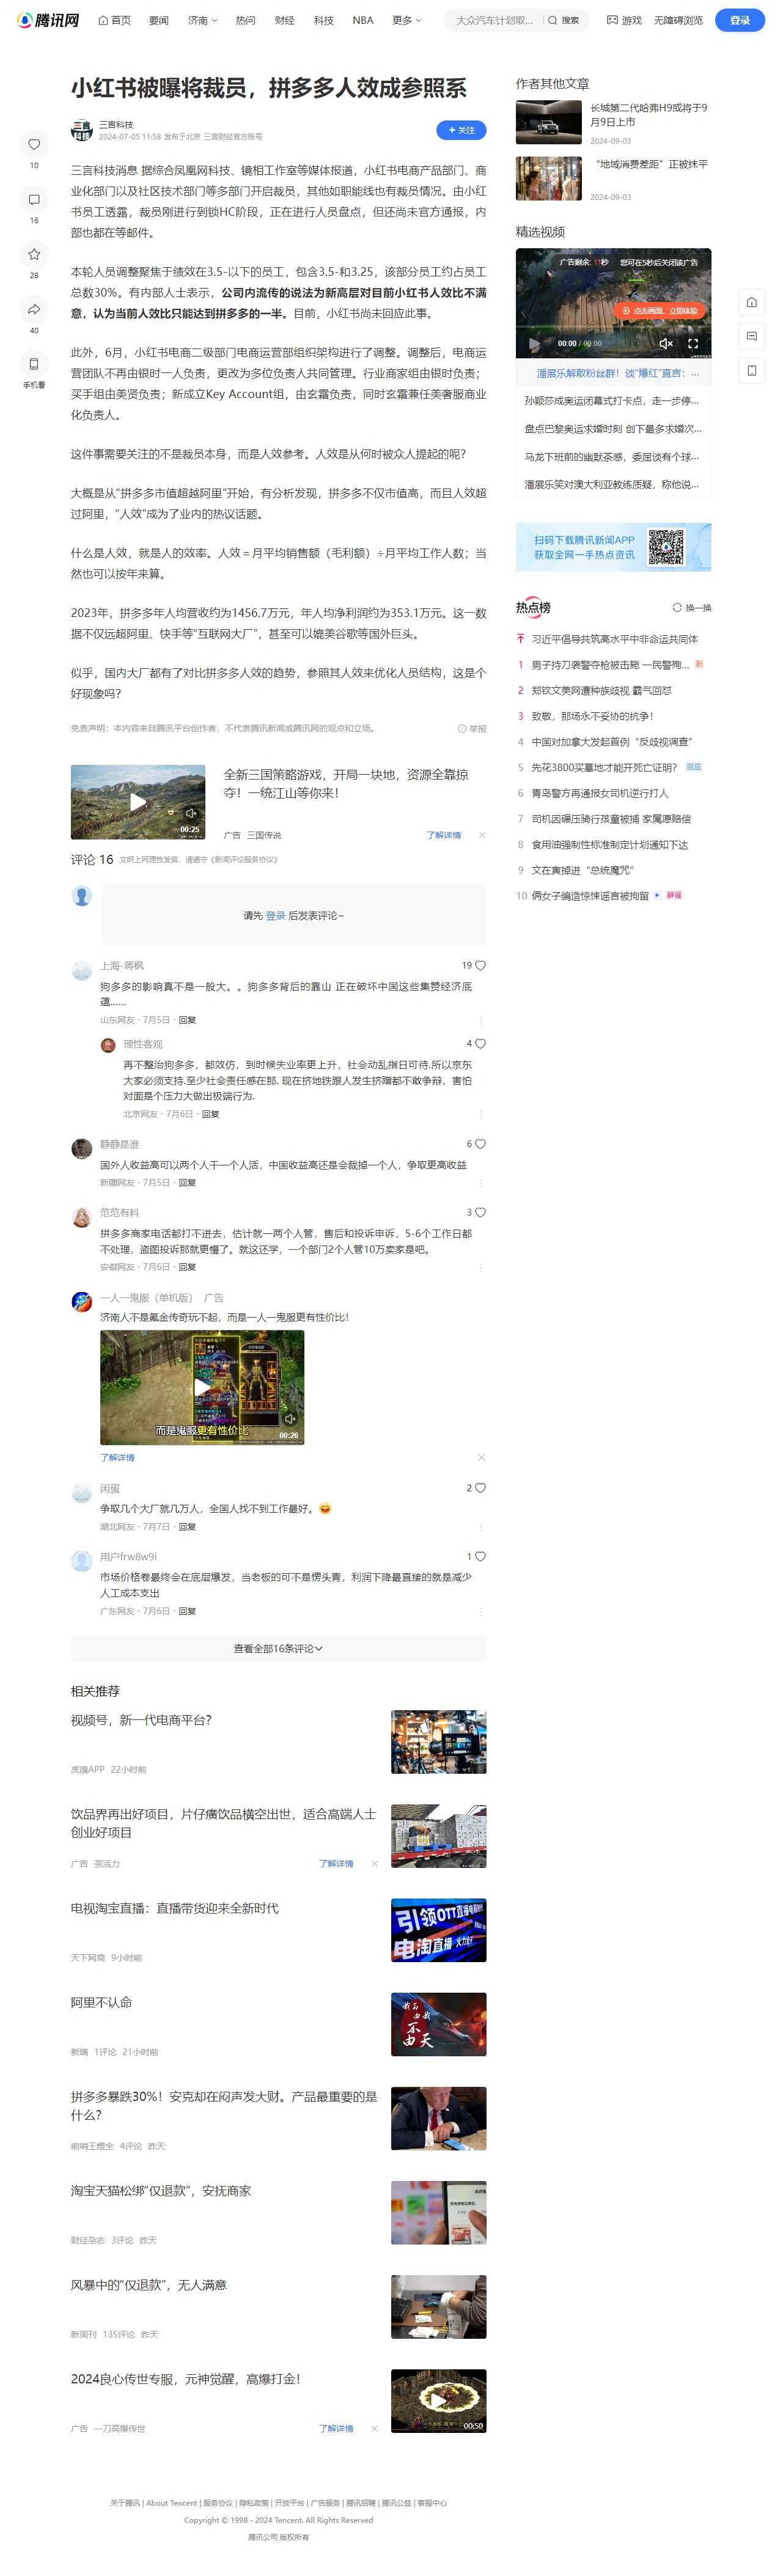 腾讯网 首页 要闻 济南 热问 财经 科技 NBA 更多 大众汽车计划取... 搜索 游戏 无障碍浏览 登录
小红书被曝将裁员，拼多多人效成参照系
三言科技
2024-07-05 11:58 发布于北京 三言财经官方账号
+ 关注
10
16
28
40
手机看
三言科技消息 据综合凤凰网科技、镜相工作室等媒体报道，小红书电商产品部门、商
业化部门以及社区技术部门等多部门开启裁员，其他如职能线也有裁员情况。由小红
书员工透露，裁员刚进行到锁HC阶段，正在进行人员盘点，但还尚未官方通报，内
部也都在等邮件。
本轮人员调整聚焦于绩效在3.5-以下的员工，包含3.5-和3.25，该部分员工约占员工
总数30%。有内部人士表示，公司内流传的说法为新高层对目前小红书人效比不满
意，认为当前人效比只能达到拼多多的一半。目前，小红书尚未回应此事。
此外，6月，小红书电商二级部门电商运营部组织架构进行了调整。调整后，电商运
营团队不再由银时一人负责，更改为多位负责人共同管理。行业商家组由银时负责；
买手组由美贤负责；新成立Key Account组，由玄霜负责，同时玄霜兼任美奢服商业
化负责人。
这件事需要关注的不是裁员本身，而是人效参考。人效是从何时被众人提起的呢？
大概是从“拼多多市值超越阿里”开始，有分析发现，拼多多不仅市值高，而且人效超
过阿里，“人效”成为了业内的热议话题。
什么是人效，就是人的效率。人效＝月平均销售额（毛利额）÷月平均工作人数；当
然也可以按年来算。
2023年，拼多多年人均营收约为1456.7万元，年人均净利润约为353.1万元。这一数
据不仅远超阿里、快手等“互联网大厂”，甚至可以媲美谷歌等国外巨头。
似乎，国内大厂都有了对比拼多多人效的趋势，参照其人效来优化人员结构，这是个
好现象吗？
免责声明：本内容来自腾讯平台创作者，不代表腾讯新闻或腾讯网的观点和立场。
举报
00:25
全新三国策略游戏，开局一块地，资源全靠掠
夺！一统江山等你来！
广告 三国传说 了解详情
评论 16 文明上网理性发言，请遵守《新闻评论服务协议》
请先 登录 后发表评论~
上海-蒋枫 19
狗多多的影响真不是一般大。。狗多多背后的靠山 正在破坏中国这些集赞经济底
蕴......
山东网友 · 7月5日 · 回复
理性客观 4
再不整治狗多多，都效仿，到时候失业率更上升，社会动乱指日可待.所以京东
大家必须支持.至少社会责任感在那. 现在挤地铁跟人发生挤蹭都不敢争辩，害怕
对面是个压力大做出极端行为.
北京网友 · 7月6日 · 回复
静静是谁 6
国外人收益高可以两个人干一个人活，中国收益高还是会裁掉一个人，争取更高收益
新疆网友 · 7月5日 · 回复
范范有料 3
拼多多商家电话都打不进去，估计就一两个人管，售后和投诉申诉，5-6个工作日都
不处理，盗图投诉那就更慢了。就这还学，一个部门2个人管10万卖家是吧。
安徽网友 · 7月6日 · 回复
一人一鬼服（单机版） 广告
济南人不是氪金传奇玩不起，而是一人一鬼服更有性价比！
而是鬼服更有性价比
00:26
了解详情
闲蛋 2
争取几个大厂就几万人，全国人找不到工作最好。
湖北网友 · 7月7日 · 回复
用户frw8w9i 1
市场价格卷最终会在底层爆发，当老板的可不是愣头青，利润下降最直接的就是减少
人工成本支出
广东网友 · 7月6日 · 回复
查看全部16条评论
相关推荐
视频号，新一代电商平台？
虎嗅APP 22小时前
饮品界再出好项目，片仔癀饮品横空出世，适合高端人士
创业好项目
广告 茶活力 了解详情
电视淘宝直播：直播带货迎来全新时代
天下网商 9小时前
引领OTT直播电商
电淘直播
阿里不认命
新熵 1评论 21小时前
我命由我
不由天
拼多多暴跌30%！安克却在闷声发大财。产品最重要的是
什么？
前哨王煜全 4评论 昨天
淘宝天猫松绑“仅退款”，安抚商家
财经杂志 3评论 昨天
风暴中的“仅退款”，无人满意
新周刊 135评论 昨天
2024良心传世专服，元神觉醒，高爆打金！
广告 一刀高爆传世 了解详情
00:50
作者其他文章
长城第二代哈弗H9或将于9
月9日上市
2024-09-03
“地域消费差距”正被抹平
2024-09-03
精选视频
广告剩余: 11秒 您可在5秒后关闭该广告
点击画面，立即体验
00:00 / 00:00
潘展乐解散粉丝群！谈“爆红”直言：...
孙颖莎成奥运闭幕式打卡点，走一步停...
盘点巴黎奥运求婚时刻 创下最多求婚次...
马龙下班前的幽默茶感，委屈谈有个球...
潘展乐笑对澳大利亚教练质疑，称他说...
扫码下载腾讯新闻APP
获取全网一手热点资讯
热点榜 换一换
习近平倡导共筑高水平中非命运共同体
1 男子持刀袭警夺枪被击毙 一民警殉... 新
2 郑钦文美网遭种族歧视 霸气回怼
3 致敬，那场永不妥协的抗争！
4 中国对加拿大发起首例“反歧视调查”
5 先花3800买墓地才能开死亡证明？ 回应
6 青岛警方再通报女司机逆行打人
7 司机因碾压骑行孩童被捕 家属愿赔偿
8 食用油强制性标准制定计划通知下达
9 文在寅掉进“总统魔咒”
10 俩女子编造惊悚谣言被拘留 辟谣
关于腾讯 | About Tencent | 服务协议 | 隐私政策 | 开放平台 | 广告服务 | 腾讯招聘 | 腾讯公益 | 客服中心
Copyright © 1998 - 2024 Tencent. All Rights Reserved
腾讯公司 版权所有